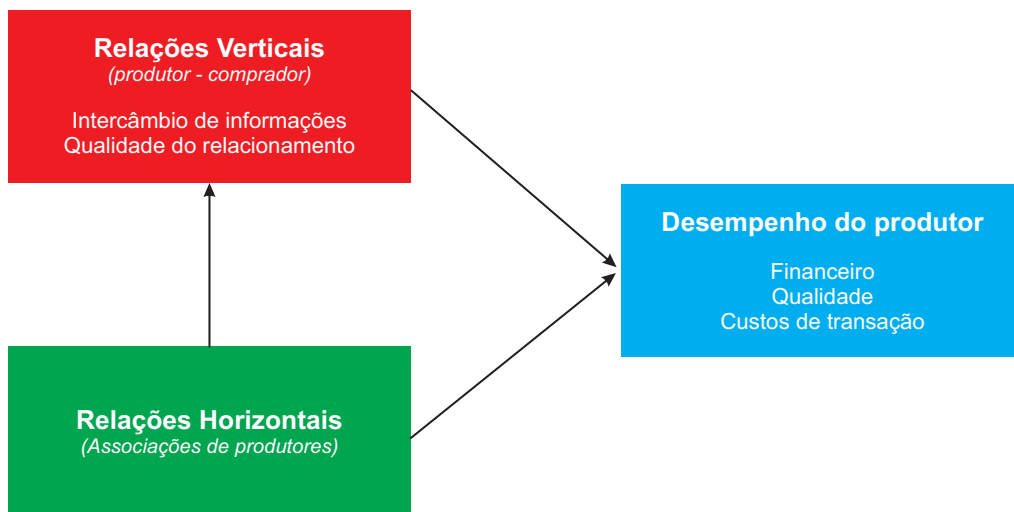 Relações Verticais
(produtor - comprador)
Intercâmbio de informações
Qualidade do relacionamento
Desempenho do produtor
Financeiro
Qualidade
Custos de transação
Relações Horizontais
(Associações de produtores)